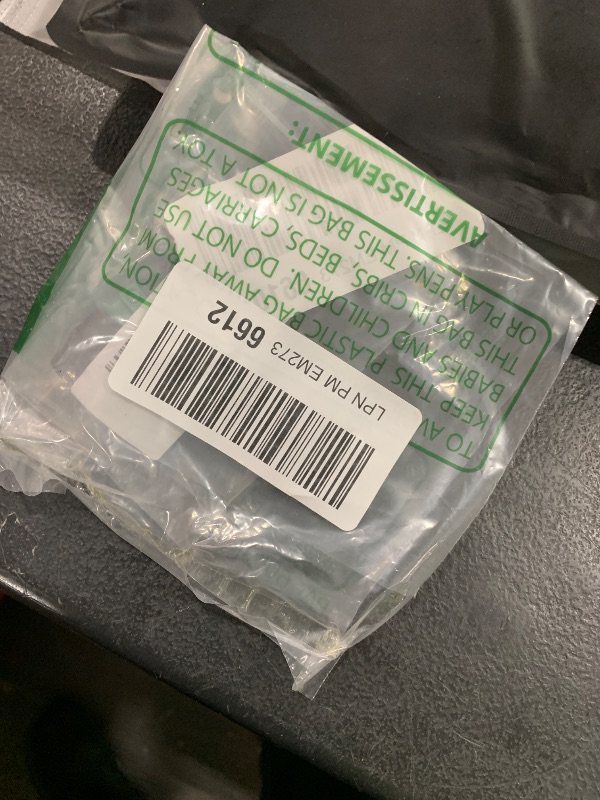 LPN PM EM273 6612
TO
KEEP THIS PLASTIC BAG AWAY FROM
BABIES AND CHILDREN. DO NOT USE
THIS BAG IN CRIBS, BEDS, CARRIAGES
OR PLAY PENS. THIS BAG IS NOT A TOY.
AVERTISSEMENT: